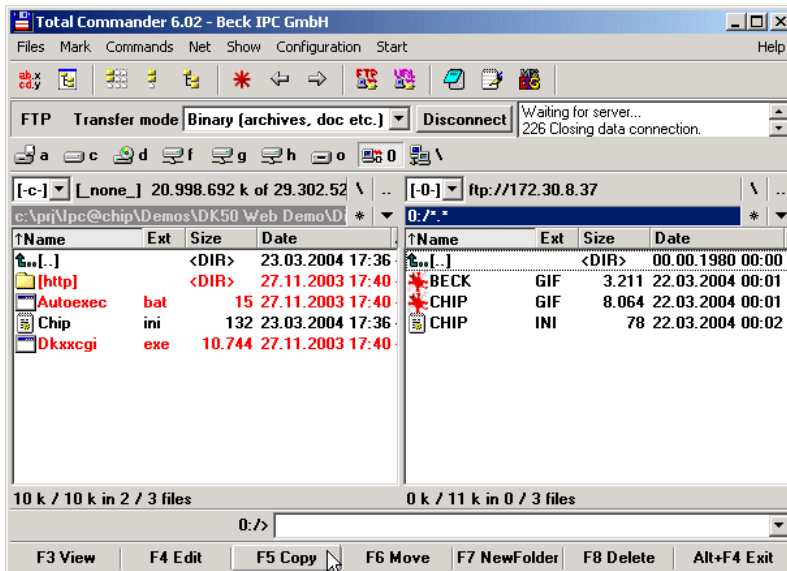 Total Commander 6.02 - Beck IPC GmbH
Files Mark Commands Net Show Configuration Start Help
FTP Transfer mode Binary (archives, doc etc.) Disconnect Waiting for server...
226 Closing data connection.
a c d f g h o 0 \
[-c-] [_none_] 20.998.692 k of 29.302.52 \ .. [-0-] ftp://172.30.8.37 \ ..
c:\prj\Ipc@chip\Demos\DK50 Web Demo\Di * 0:/*.* *
↑Name Ext Size Date ↑Name Ext Size Date
[..] <DIR> 23.03.2004 17:36 [..] <DIR> 00.00.1980 00:00
[http] <DIR> 27.11.2003 17:40 BECK GIF 3.211 22.03.2004 00:01
Autoexec bat 15 27.11.2003 17:40 CHIP GIF 8.064 22.03.2004 00:01
Chip ini 132 23.03.2004 17:36 CHIP INI 78 22.03.2004 00:02
Dkxxcgi exe 10.744 27.11.2003 17:40
10 k / 10 k in 2 / 3 files 0 k / 11 k in 0 / 3 files
0:/>
F3 View F4 Edit F5 Copy F6 Move F7 NewFolder F8 Delete Alt+F4 Exit